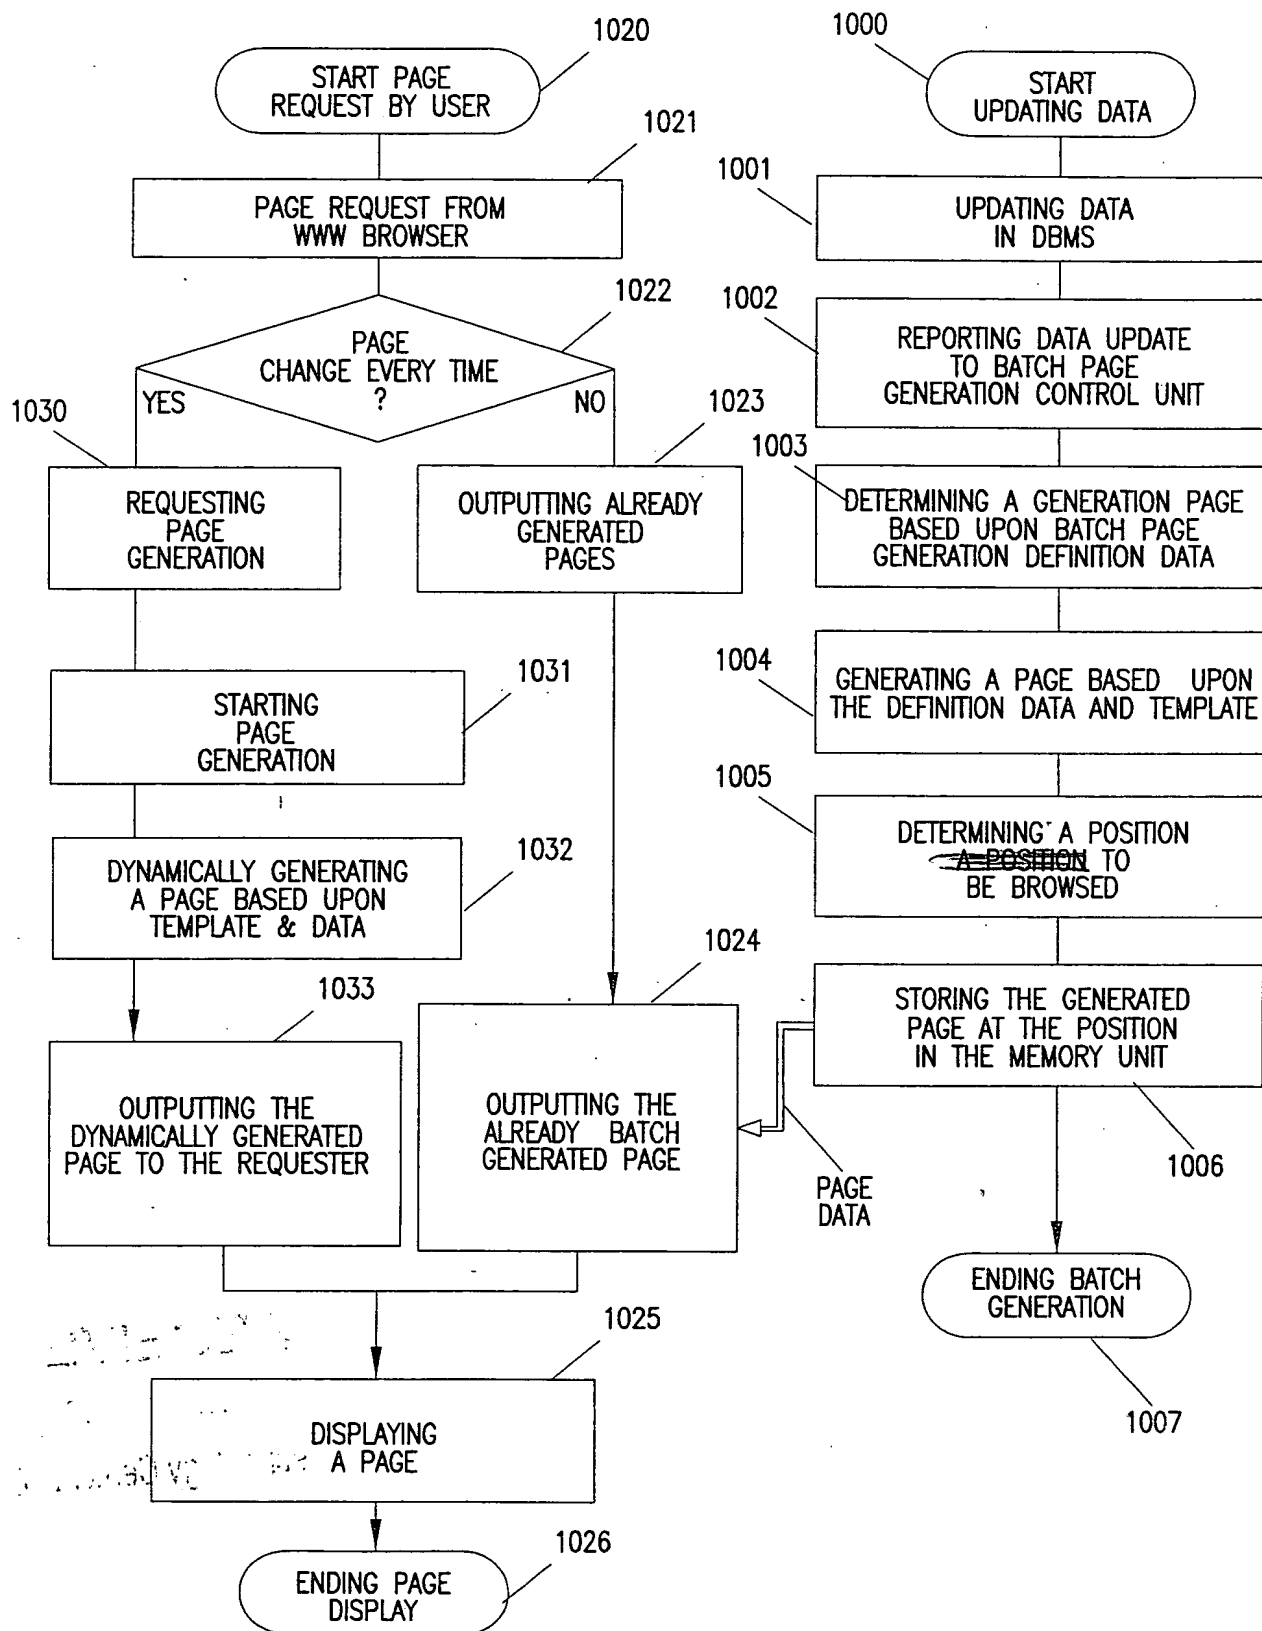 1020
START PAGE
REQUEST BY USER
1021
PAGE REQUEST FROM
WWW BROWSER
1022
PAGE
CHANGE EVERY TIME
?
YES
NO
1030
REQUESTING
PAGE
GENERATION
1023
OUTPUTTING ALREADY
GENERATED
PAGES
1031
STARTING
PAGE
GENERATION
1032
DYNAMICALLY GENERATING
A PAGE BASED UPON
TEMPLATE & DATA
1033
OUTPUTTING THE
DYNAMICALLY GENERATED
PAGE TO THE REQUESTER
1024
OUTPUTTING THE
ALREADY BATCH
GENERATED PAGE
1025
DISPLAYING
A PAGE
1026
ENDING PAGE
DISPLAY
1000
START
UPDATING DATA
1001
UPDATING DATA
IN DBMS
1002
REPORTING DATA UPDATE
TO BATCH PAGE
GENERATION CONTROL UNIT
1003
DETERMINING A GENERATION PAGE
BASED UPON BATCH PAGE
GENERATION DEFINITION DATA
1004
GENERATING A PAGE BASED UPON
THE DEFINITION DATA AND TEMPLATE
1005
DETERMINING A POSITION
A POSITION TO
BE BROWSED
STORING THE GENERATED
PAGE AT THE POSITION
IN THE MEMORY UNIT
1006
PAGE
DATA
ENDING BATCH
GENERATION
1007